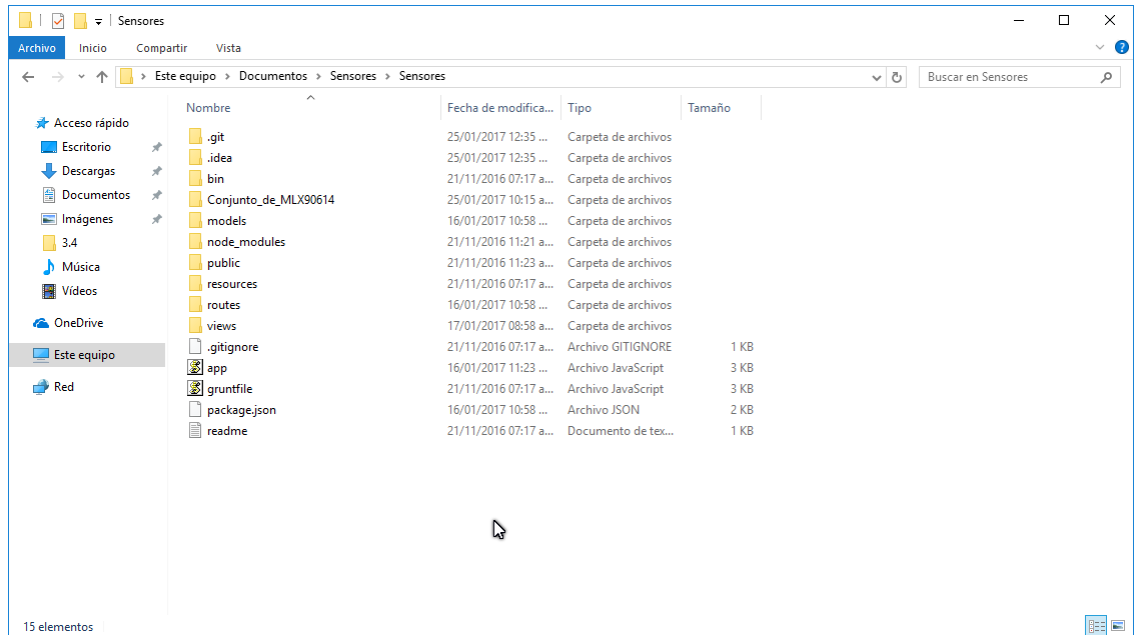 Sensores
Archivo Inicio Compartir Vista
Este equipo > Documentos > Sensores > Sensores
Buscar en Sensores
Nombre Fecha de modifica... Tipo Tamaño
Acceso rápido
Escritorio
Descargas
Documentos
Imágenes
3.4
Música
Vídeos
OneDrive
Este equipo
Red
.git 25/01/2017 12:35 ... Carpeta de archivos
.idea 25/01/2017 12:35 ... Carpeta de archivos
bin 21/11/2016 07:17 a... Carpeta de archivos
Conjunto_de_MLX90614 25/01/2017 10:15 a... Carpeta de archivos
models 16/01/2017 10:58 ... Carpeta de archivos
node_modules 21/11/2016 11:21 a... Carpeta de archivos
public 21/11/2016 11:23 a... Carpeta de archivos
resources 21/11/2016 07:17 a... Carpeta de archivos
routes 16/01/2017 10:58 ... Carpeta de archivos
views 17/01/2017 08:58 a... Carpeta de archivos
.gitignore 21/11/2016 07:17 a... Archivo GITIGNORE 1 KB
app 16/01/2017 11:23 ... Archivo JavaScript 3 KB
gruntfile 21/11/2016 07:17 a... Archivo JavaScript 3 KB
package.json 16/01/2017 10:58 ... Archivo JSON 2 KB
readme 21/11/2016 07:17 a... Documento de tex... 1 KB
15 elementos